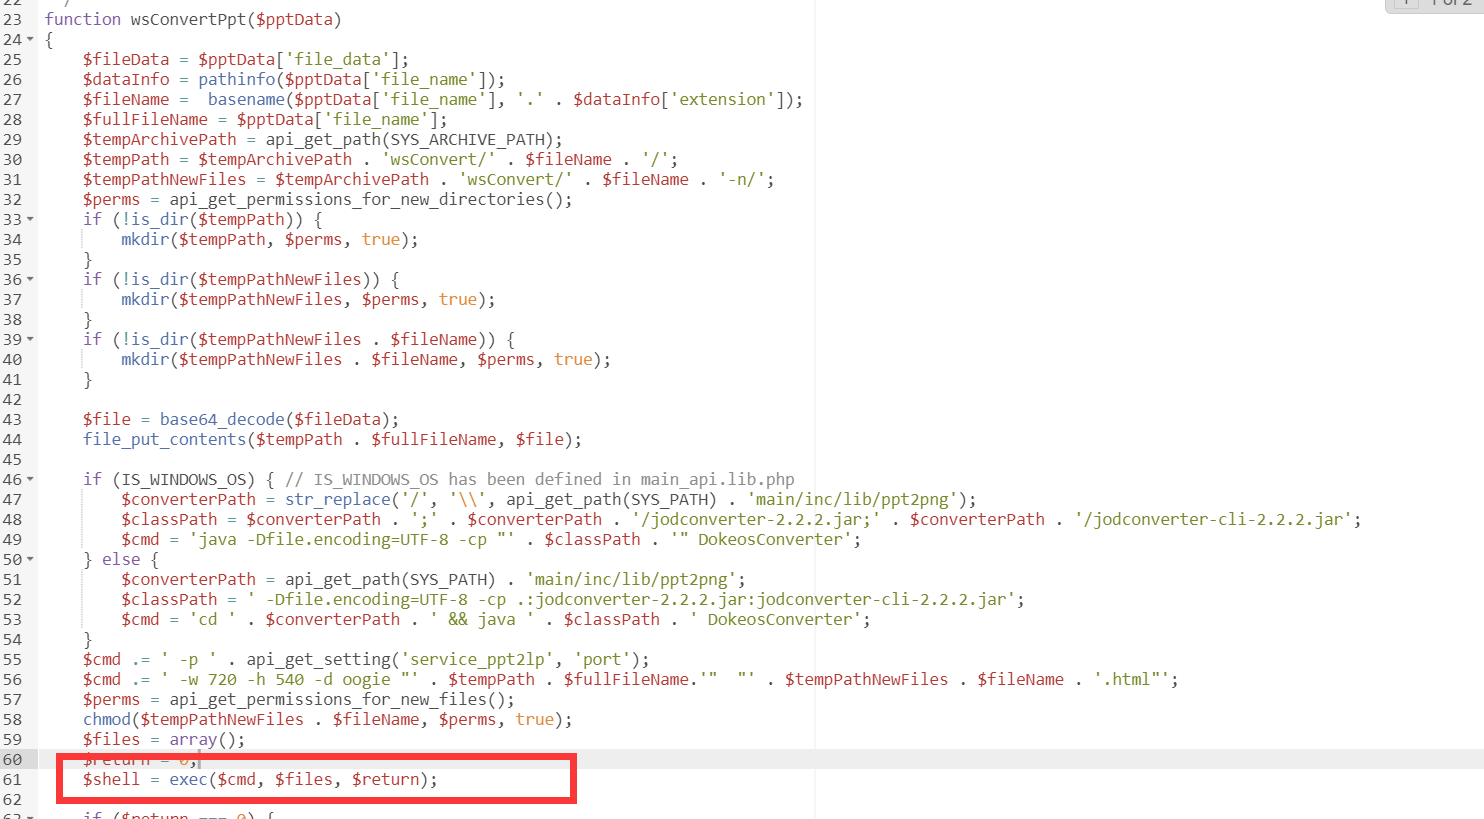 23 function wsConvertPpt($pptData)
24 {
25 $fileData = $pptData['file_data'];
26 $dataInfo = pathinfo($pptData['file_name']);
27 $fileName =  basename($pptData['file_name'], '.' . $dataInfo['extension']);
28 $fullFileName = $pptData['file_name'];
29 $tempArchivePath = api_get_path(SYS_ARCHIVE_PATH);
30 $tempPath = $tempArchivePath . 'wsConvert/' . $fileName . '/';
31 $tempPathNewFiles = $tempArchivePath . 'wsConvert/' . $fileName . '-n/';
32 $perms = api_get_permissions_for_new_directories();
33 if (!is_dir($tempPath)) {
34 mkdir($tempPath, $perms, true);
35 }
36 if (!is_dir($tempPathNewFiles)) {
37 mkdir($tempPathNewFiles, $perms, true);
38 }
39 if (!is_dir($tempPathNewFiles . $fileName)) {
40 mkdir($tempPathNewFiles . $fileName, $perms, true);
41 }
42
43 $file = base64_decode($fileData);
44 file_put_contents($tempPath . $fullFileName, $file);
45
46 if (IS_WINDOWS_OS) { // IS_WINDOWS_OS has been defined in main_api.lib.php
47 $converterPath = str_replace('/', '\\', api_get_path(SYS_PATH) . 'main/inc/lib/ppt2png');
48 $classPath = $converterPath . ';' . $converterPath . '/jodconverter-2.2.2.jar;' . $converterPath . '/jodconverter-cli-2.2.2.jar';
49 $cmd = 'java -Dfile.encoding=UTF-8 -cp "' . $classPath . '" DokeosConverter';
50 } else {
51 $converterPath = api_get_path(SYS_PATH) . 'main/inc/lib/ppt2png';
52 $classPath = ' -Dfile.encoding=UTF-8 -cp .:jodconverter-2.2.2.jar:jodconverter-cli-2.2.2.jar';
53 $cmd = 'cd ' . $converterPath . ' && java ' . $classPath . ' DokeosConverter';
54 }
55 $cmd .= ' -p ' . api_get_setting('service_ppt2lp', 'port');
56 $cmd .= ' -w 720 -h 540 -d oogie "' . $tempPath . $fullFileName.'"  "' . $tempPathNewFiles . $fileName . '.html"';
57 $perms = api_get_permissions_for_new_files();
58 chmod($tempPathNewFiles . $fileName, $perms, true);
59 $files = array();
60 $return = 0;
61 $shell = exec($cmd, $files, $return);
62
63 if ($return === 0) {